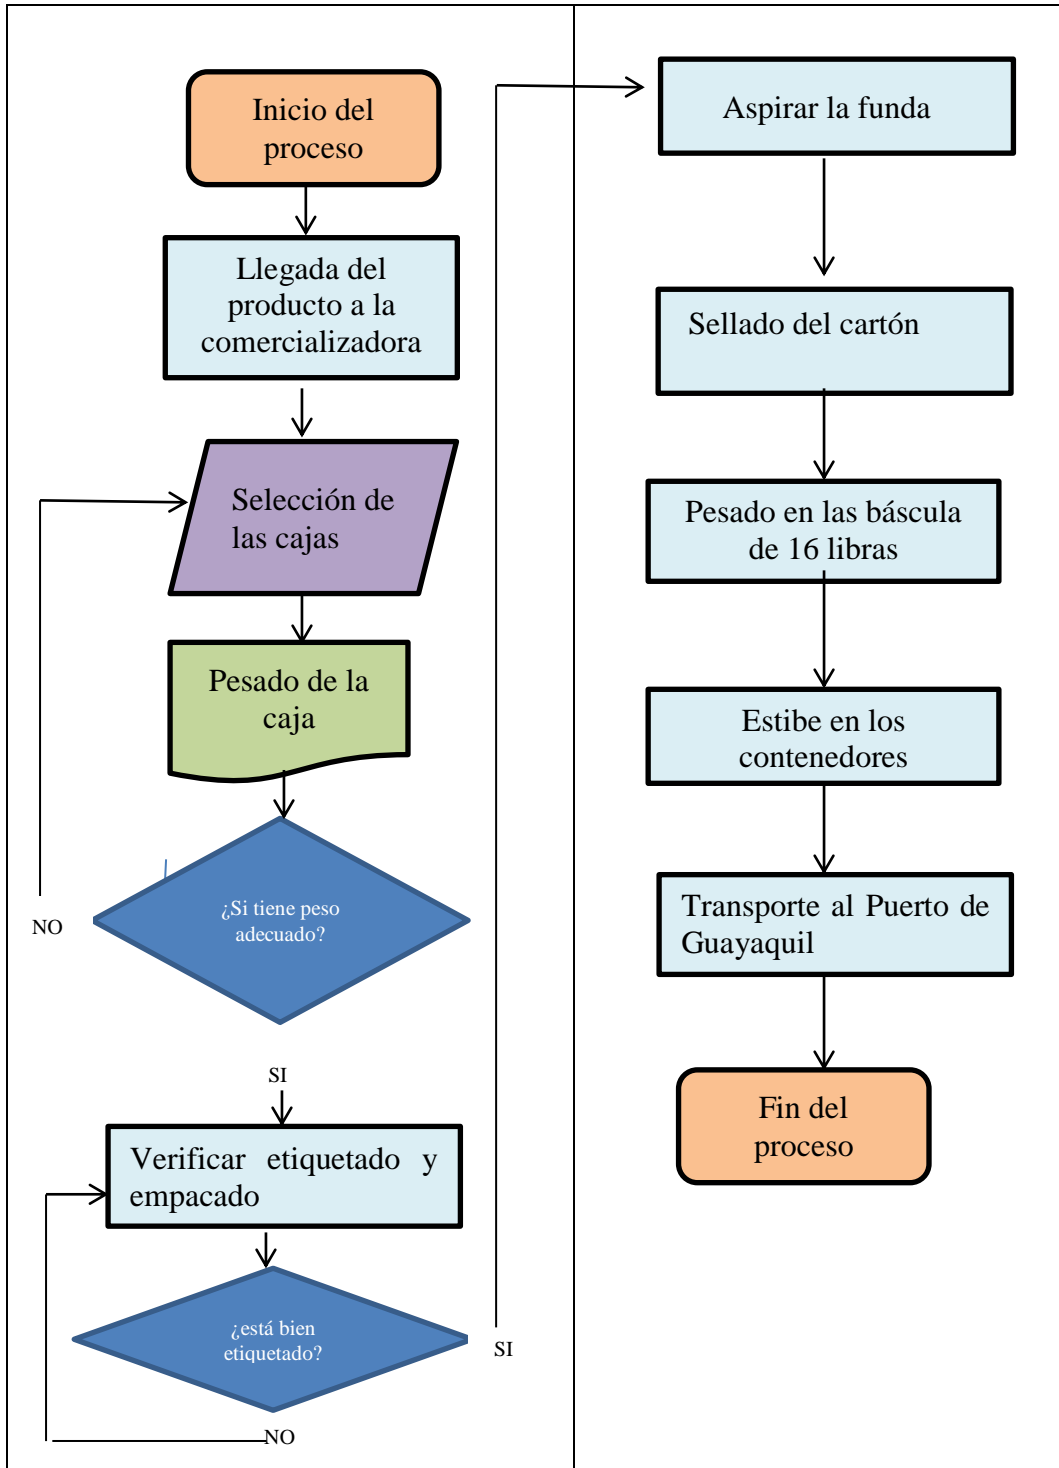 Inicio del
proceso
Llegada del
producto a la
comercializadora
Selección de
las cajas
Pesado de la
caja
¿Si tiene peso
adecuado?
NO
SI
Verificar etiquetado y
empacado
¿está bien
etiquetado?
SI
NO
Aspirar la funda
Sellado del cartón
Pesado en las báscula
de 16 libras
Estibe en los
contenedores
Transporte al Puerto de
Guayaquil
Fin del
proceso